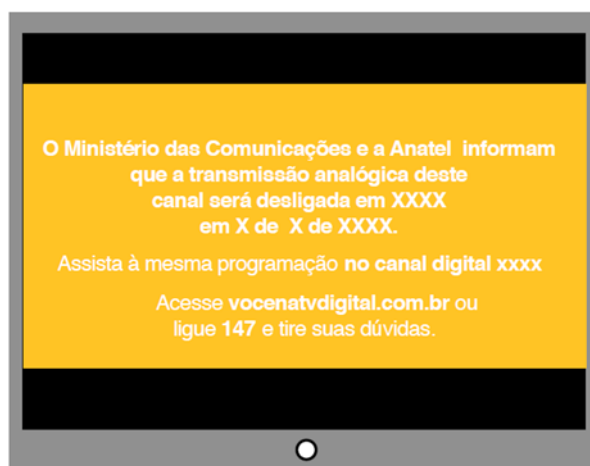 O Ministério das Comunicações e a Anatel informam
que a transmissão analógica deste
canal será desligada em XXXX
em X de X de XXXX.
Assista à mesma programação no canal digital xxxx
Acesse vocenatvdigital.com.br ou
ligue 147 e tire suas dúvidas.